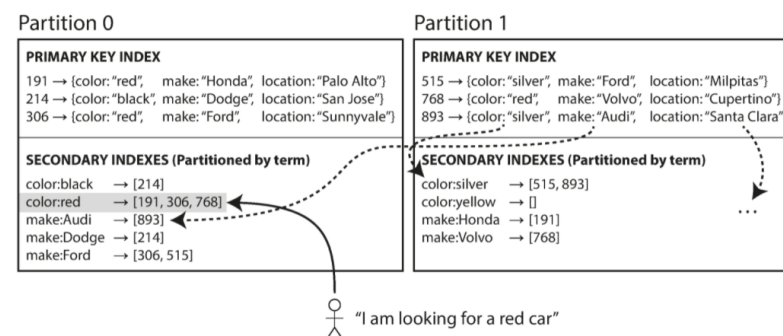 Partition 0
PRIMARY KEY INDEX
191 → {color: “red”, make: “Honda”, location: “Palo Alto”}
214 → {color: “black”, make: “Dodge”, location: “San Jose”}
306 → {color: “red”, make: “Ford”, location: “Sunnyvale”}
SECONDARY INDEXES (Partitioned by term)
color:black → [214]
color:red → [191, 306, 768]
make:Audi → [893]
make:Dodge → [214]
make:Ford → [306, 515]
Partition 1
PRIMARY KEY INDEX
515 → {color: “silver”, make: “Ford”, location: “Milpitas”}
768 → {color: “red”, make: “Volvo”, location: “Cupertino”}
893 → {color: “silver”, make: “Audi”, location: “Santa Clara”
SECONDARY INDEXES (Partitioned by term)
color:silver → [515, 893]
color:yellow → []
make:Honda → [191]
make:Volvo → [768]
...
“I am looking for a red car”